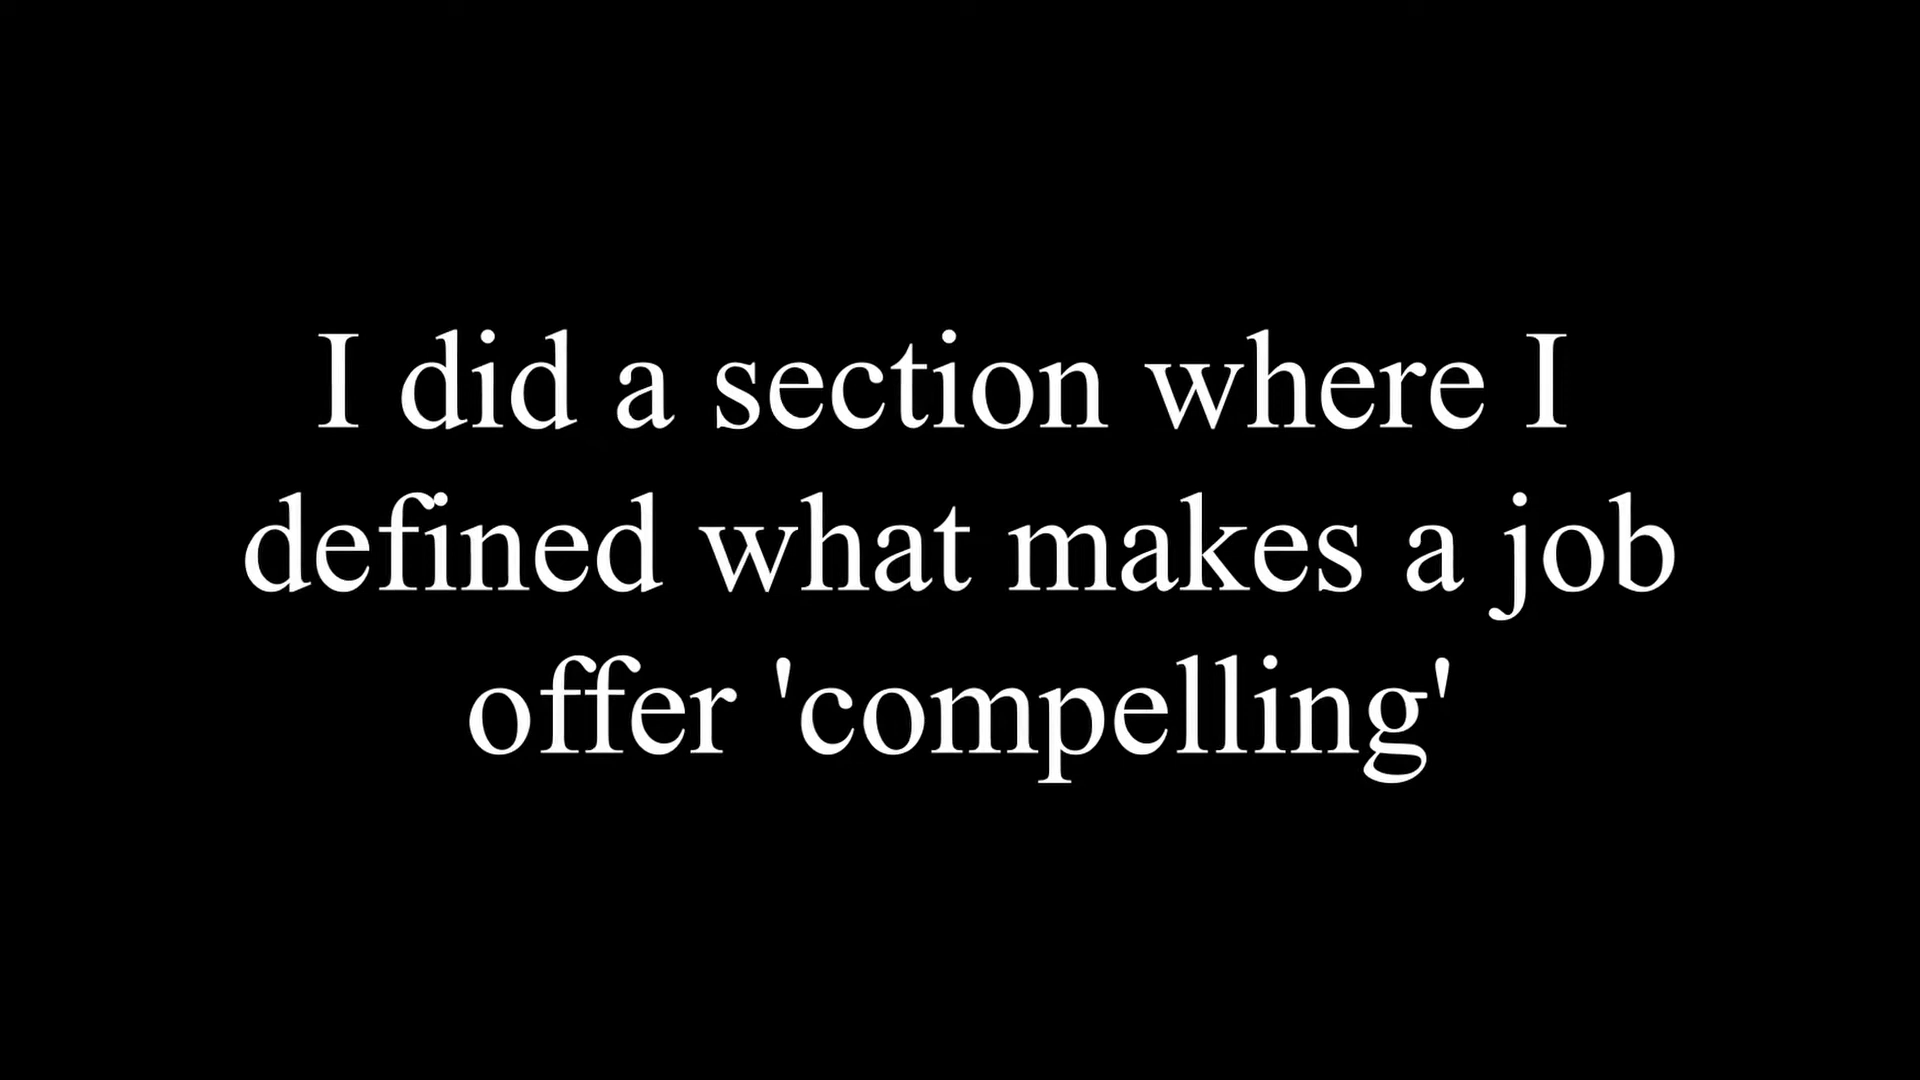 I did a section where I
defined what makes a job
offer 'compelling'